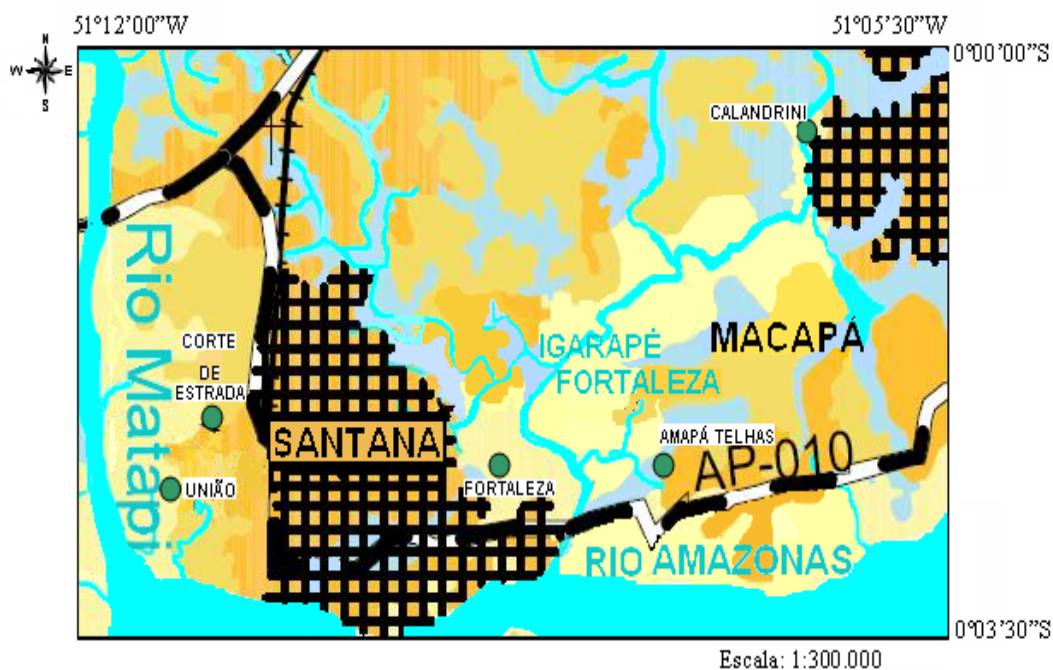 51°12'00"W
51°05'30"W
N
W
E
S
0°00'00"S
CALANDRINI
Rio Matapi
IGARAPÉ
FORTALEZA
MACAPÁ
CORTE
DE
ESTRADA
SANTANA
AMAPÁ TELHAS
AP-010
UNIÃO
FORTALEZA
RIO AMAZONAS
0°03'30"S
Escala: 1:300.000